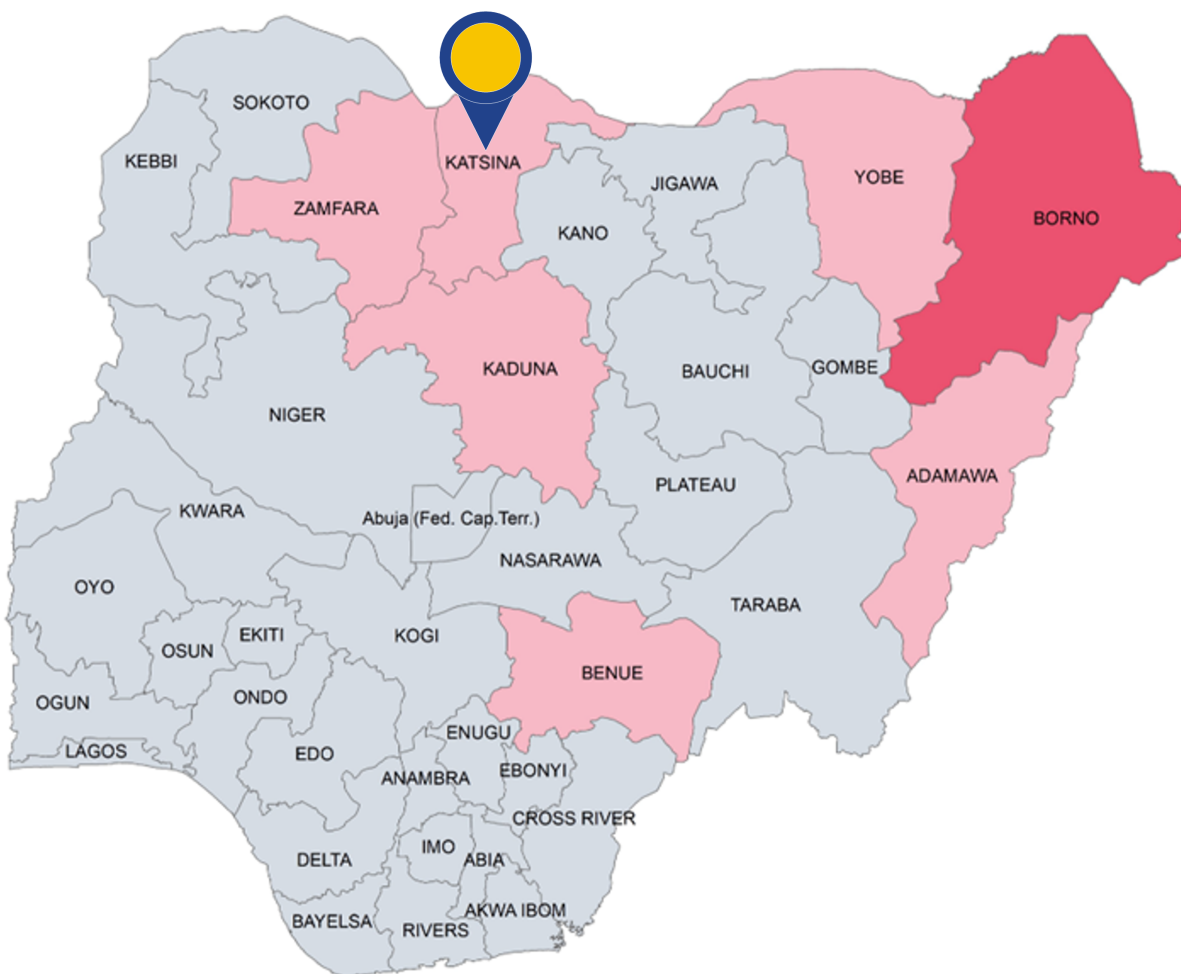 SOKOTO
KEBBI
KATSINA
YOBE
JIGAWA
ZAMFARA
BORNO
KANO
KADUNA
BAUCHI
GOMBE
NIGER
ADAMAWA
PLATEAU
KWARA
Abuja (Fed. Cap.Terr.)
NASARAWA
OYO
TARABA
EKITI
KOGI
OSUN
BENUE
ONDO
OGUN
ENUGU
LAGOS
EDO
EBONYI
ANAMBRA
CROSS RIVER
IMO
DELTA
ABIA
AKWA IBOM
BAYELSA
RIVERS